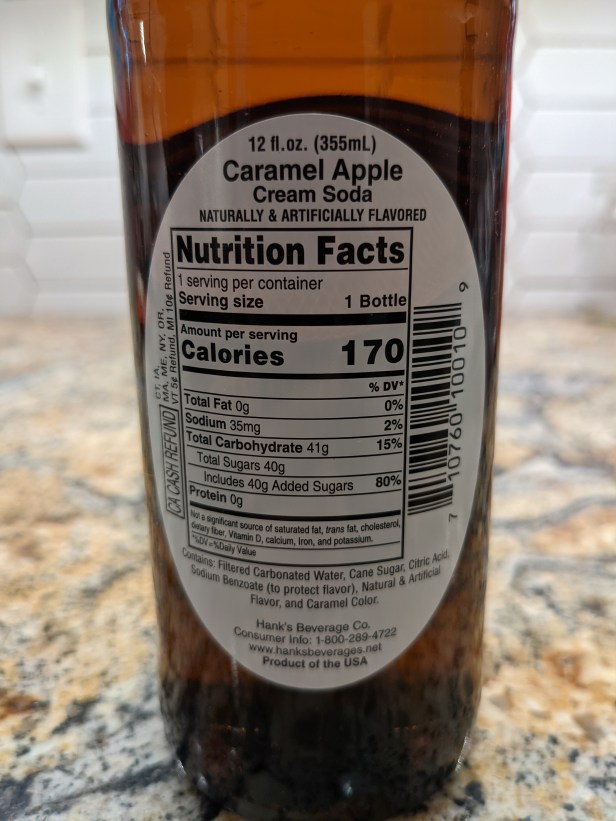 12 fl.oz. (355mL)
Caramel Apple
Cream Soda
NATURALLY & ARTIFICIALLY FLAVORED
Nutrition Facts
1 serving per container
Serving size 1 Bottle
Amount per serving
Calories 170
% DV*
Total Fat 0g 0%
Sodium 35mg 2%
Total Carbohydrate 41g 15%
Total Sugars 40g
Includes 40g Added Sugars 80%
Protein 0g
Not a significant source of saturated fat, trans fat, cholesterol,
dietary fiber, Vitamin D, calcium, Iron, and potassium.
*%DV=%Daily Value
Contains: Filtered Carbonated Water, Cane Sugar, Citric Acid,
Sodium Benzoate (to protect flavor), Natural & Artificial
Flavor, and Caramel Color.
Hank's Beverage Co.
Consumer Info: 1-800-289-4722
www.hanksbeverages.net
Product of the USA
CA CASH REFUND
CT, IA,
MA, ME, NY, OR,
VT 5¢ Refund, MI 10¢ Refund
7 10760 10010 9